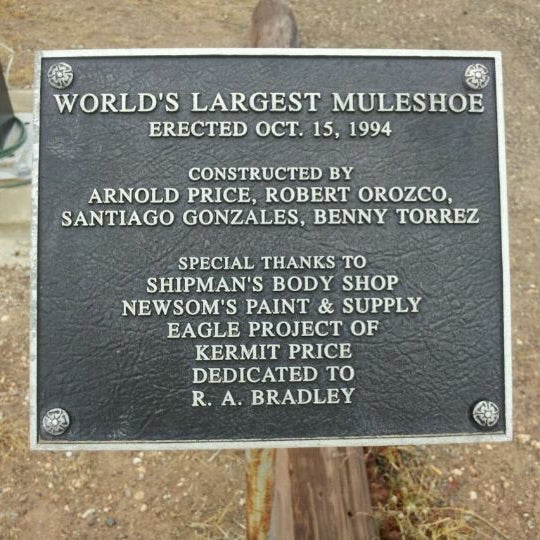 WORLD'S LARGEST MULESHOE
ERECTED OCT. 15, 1994
CONSTRUCTED BY
ARNOLD PRICE, ROBERT OROZCO,
SANTIAGO GONZALES, BENNY TORREZ
SPECIAL THANKS TO
SHIPMAN'S BODY SHOP
NEWSOM'S PAINT & SUPPLY
EAGLE PROJECT OF
KERMIT PRICE
DEDICATED TO
R. A. BRADLEY